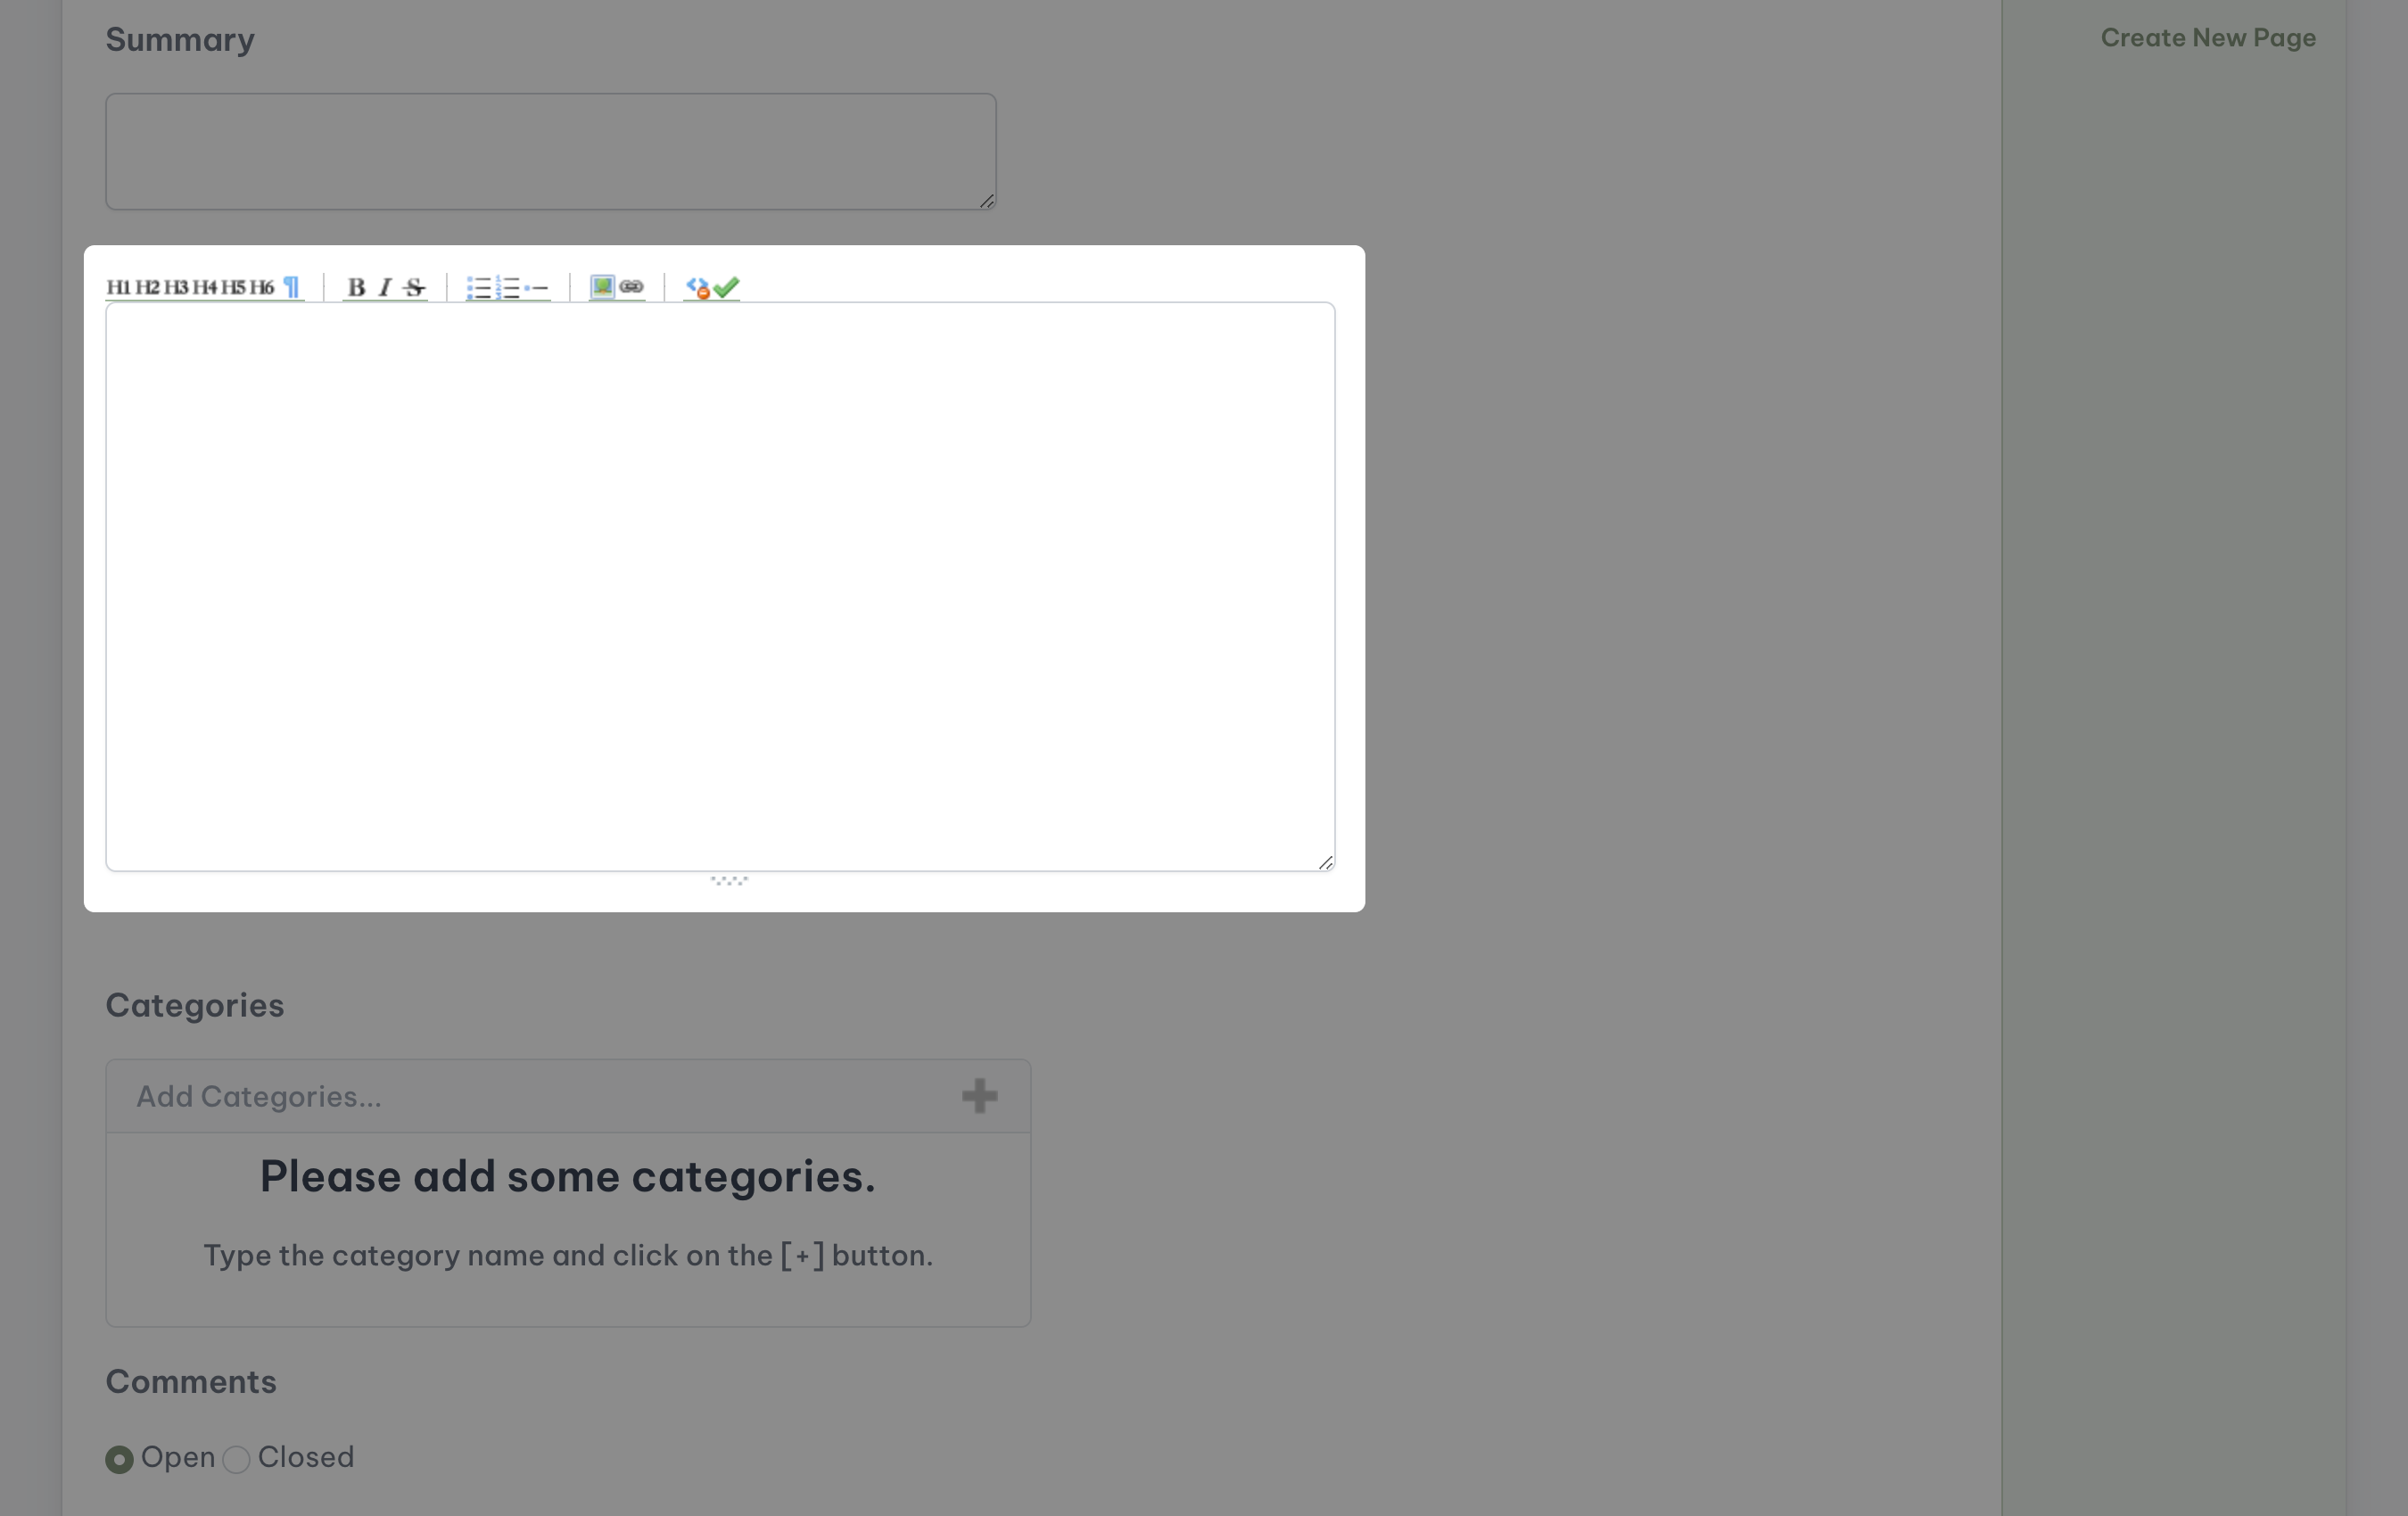 Summary
Create New Page
H1 H2 H3 H4 H5 H6 ¶ B I S
Categories
Add Categories...
Please add some categories.
Type the category name and click on the [+] button.
Comments
Open Closed